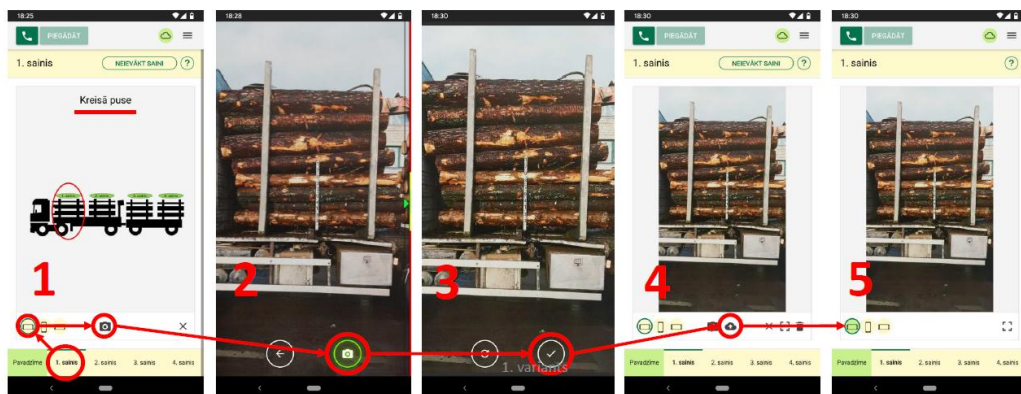 18:25
PIEGĀDĀT
1. sainis
NEIEVĀKT SAINI
?
Kreisā puse
1
Pavadzīme
1. sainis
2. sainis
3. sainis
4. sainis
18:28
2
18:30
3
1. variants
18:30
PIEGĀDĀT
1. sainis
NEIEVĀKT SAINI
?
4
Pavadzīme
1. sainis
2. sainis
3. sainis
4. sainis
18:30
PIEGĀDĀT
1. sainis
?
5
Pavadzīme
1. sainis
2. sainis
3. sainis
4. sainis